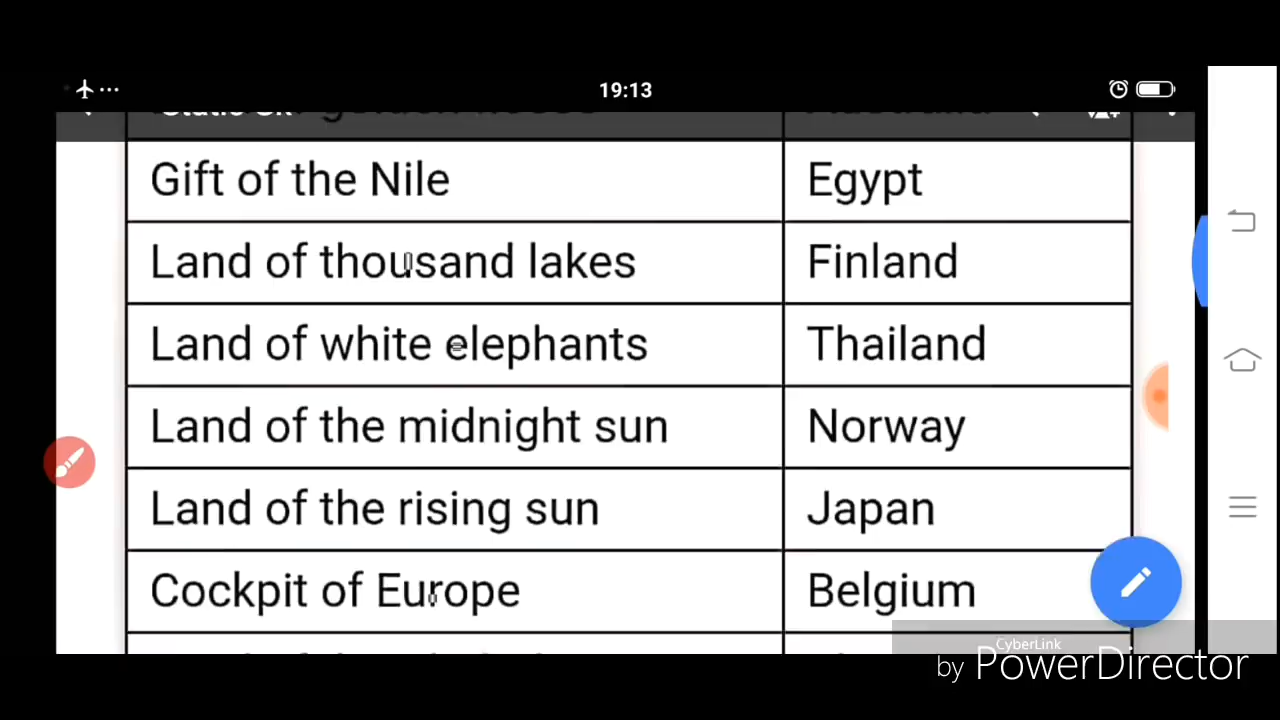 19:13
Gift of the Nile Egypt
Land of thousand lakes Finland
Land of white elephants Thailand
Land of the midnight sun Norway
Land of the rising sun Japan
Cockpit of Europe Belgium
CyberLink
by PowerDirector